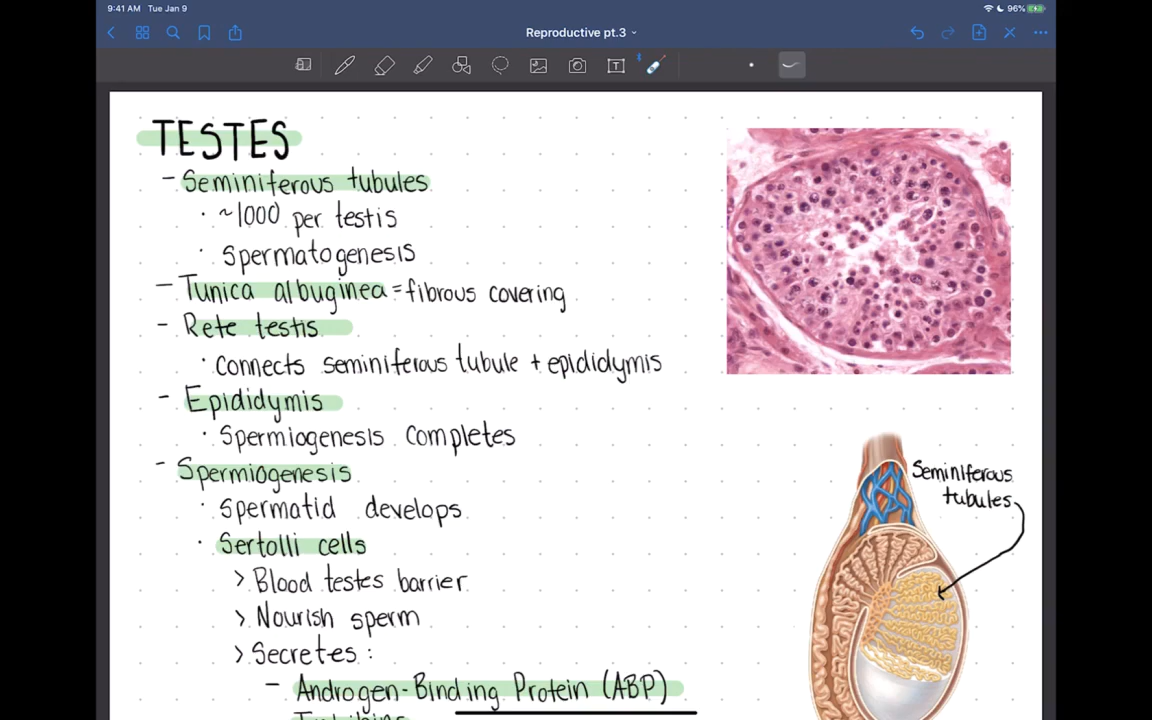 9:41 AM Tue Jan 9
96%
Reproductive pt.3
TESTES
- Seminiferous tubules
· ~1000 per testis
· Spermatogenesis
- Tunica albuginea = fibrous covering
- Rete testis
· Connects seminiferous tubule + epididymis
- Epididymis
· Spermiogenesis completes
- Spermiogenesis
· Spermatid develops
· Sertolli cells
> Blood testes barrier
> Nourish sperm
> Secretes:
- Androgen-Binding Protein (ABP)
Seminiferous
tubules